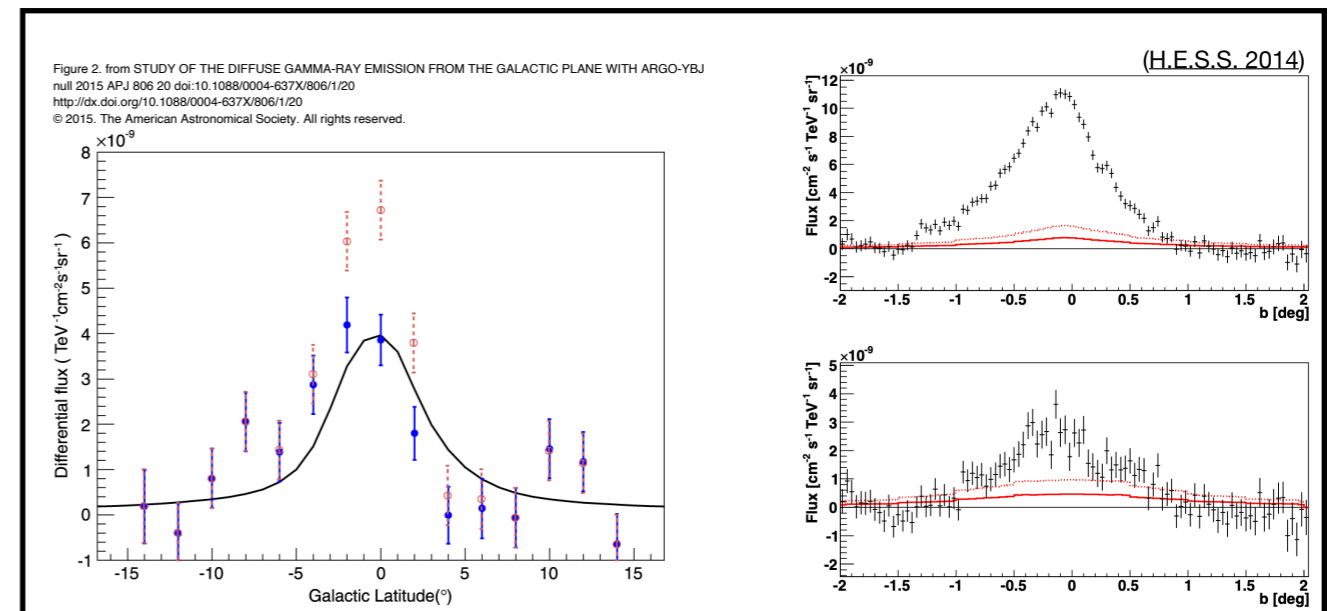 Figure 2. from STUDY OF THE DIFFUSE GAMMA-RAY EMISSION FROM THE GALACTIC PLANE WITH ARGO-YBJ
null 2015 APJ 806 20 doi:10.1088/0004-637X/806/1/20
http://dx.doi.org/10.1088/0004-637X/806/1/20
© 2015. The American Astronomical Society. All rights reserved.
×10⁻⁹
8
7
6
5
4
3
2
1
0
-1
Differential flux ( TeV⁻¹cm⁻²s⁻¹sr⁻¹ )
-15 -10 -5 0 5 10 15
Galactic Latitude(°)
(H.E.S.S. 2014)
×10⁻⁹
12
10
8
6
4
2
0
-2
Flux [cm⁻² s⁻¹ TeV⁻¹ sr⁻¹]
-2 -1.5 -1 -0.5 0 0.5 1 1.5 2
b [deg]
×10⁻⁹
5
4
3
2
1
0
-1
-2
Flux [cm⁻² s⁻¹ TeV⁻¹ sr⁻¹]
-2 -1.5 -1 -0.5 0 0.5 1 1.5 2
b [deg]